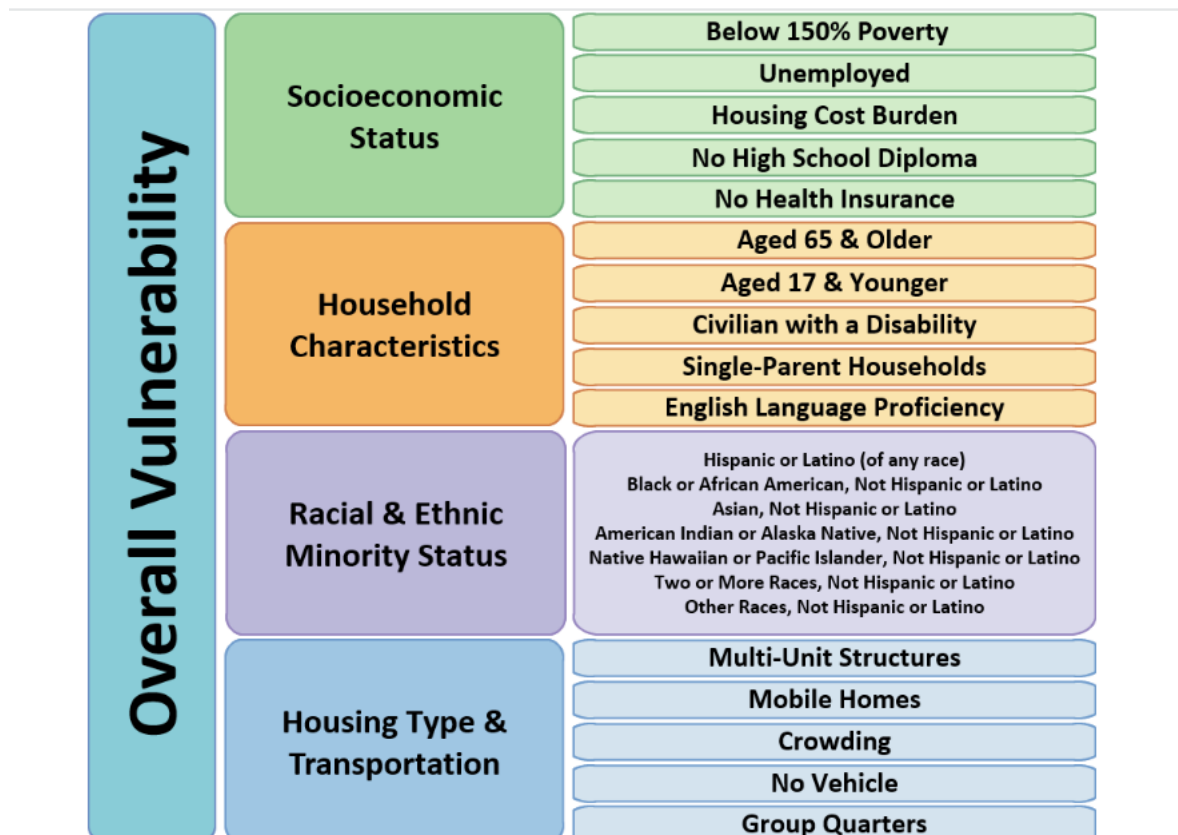 Overall Vulnerability
Socioeconomic
Status
Below 150% Poverty
Unemployed
Housing Cost Burden
No High School Diploma
No Health Insurance
Household
Characteristics
Aged 65 & Older
Aged 17 & Younger
Civilian with a Disability
Single-Parent Households
English Language Proficiency
Racial & Ethnic
Minority Status
Hispanic or Latino (of any race)
Black or African American, Not Hispanic or Latino
Asian, Not Hispanic or Latino
American Indian or Alaska Native, Not Hispanic or Latino
Native Hawaiian or Pacific Islander, Not Hispanic or Latino
Two or More Races, Not Hispanic or Latino
Other Races, Not Hispanic or Latino
Housing Type &
Transportation
Multi-Unit Structures
Mobile Homes
Crowding
No Vehicle
Group Quarters